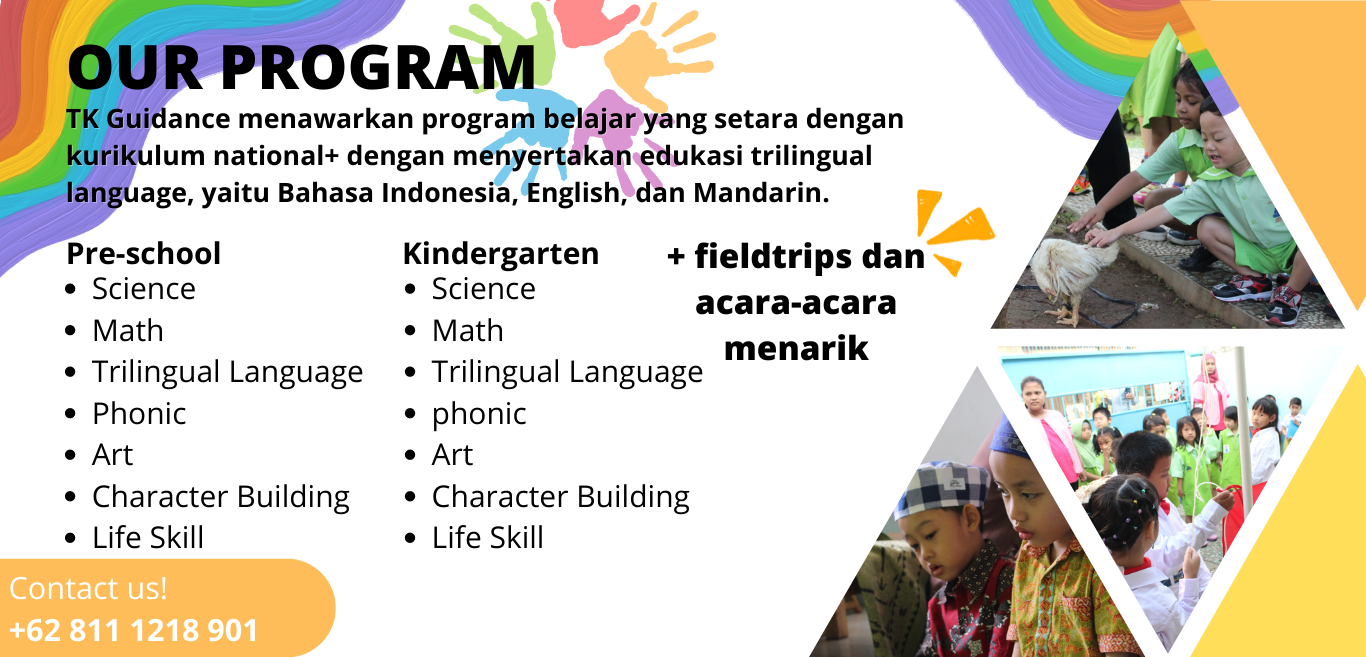 OUR PROGRAM
TK Guidance menawarkan program belajar yang setara dengan
kurikulum national+ dengan menyertakan edukasi trilingual
language, yaitu Bahasa Indonesia, English, dan Mandarin.
Pre-school
Science
Math
Trilingual Language
Phonic
Art
Character Building
Life Skill
Kindergarten
Science
Math
Trilingual Language
phonic
Art
Character Building
Life Skill
+ fieldtrips dan
acara-acara
menarik
Contact us!
+62 811 1218 901